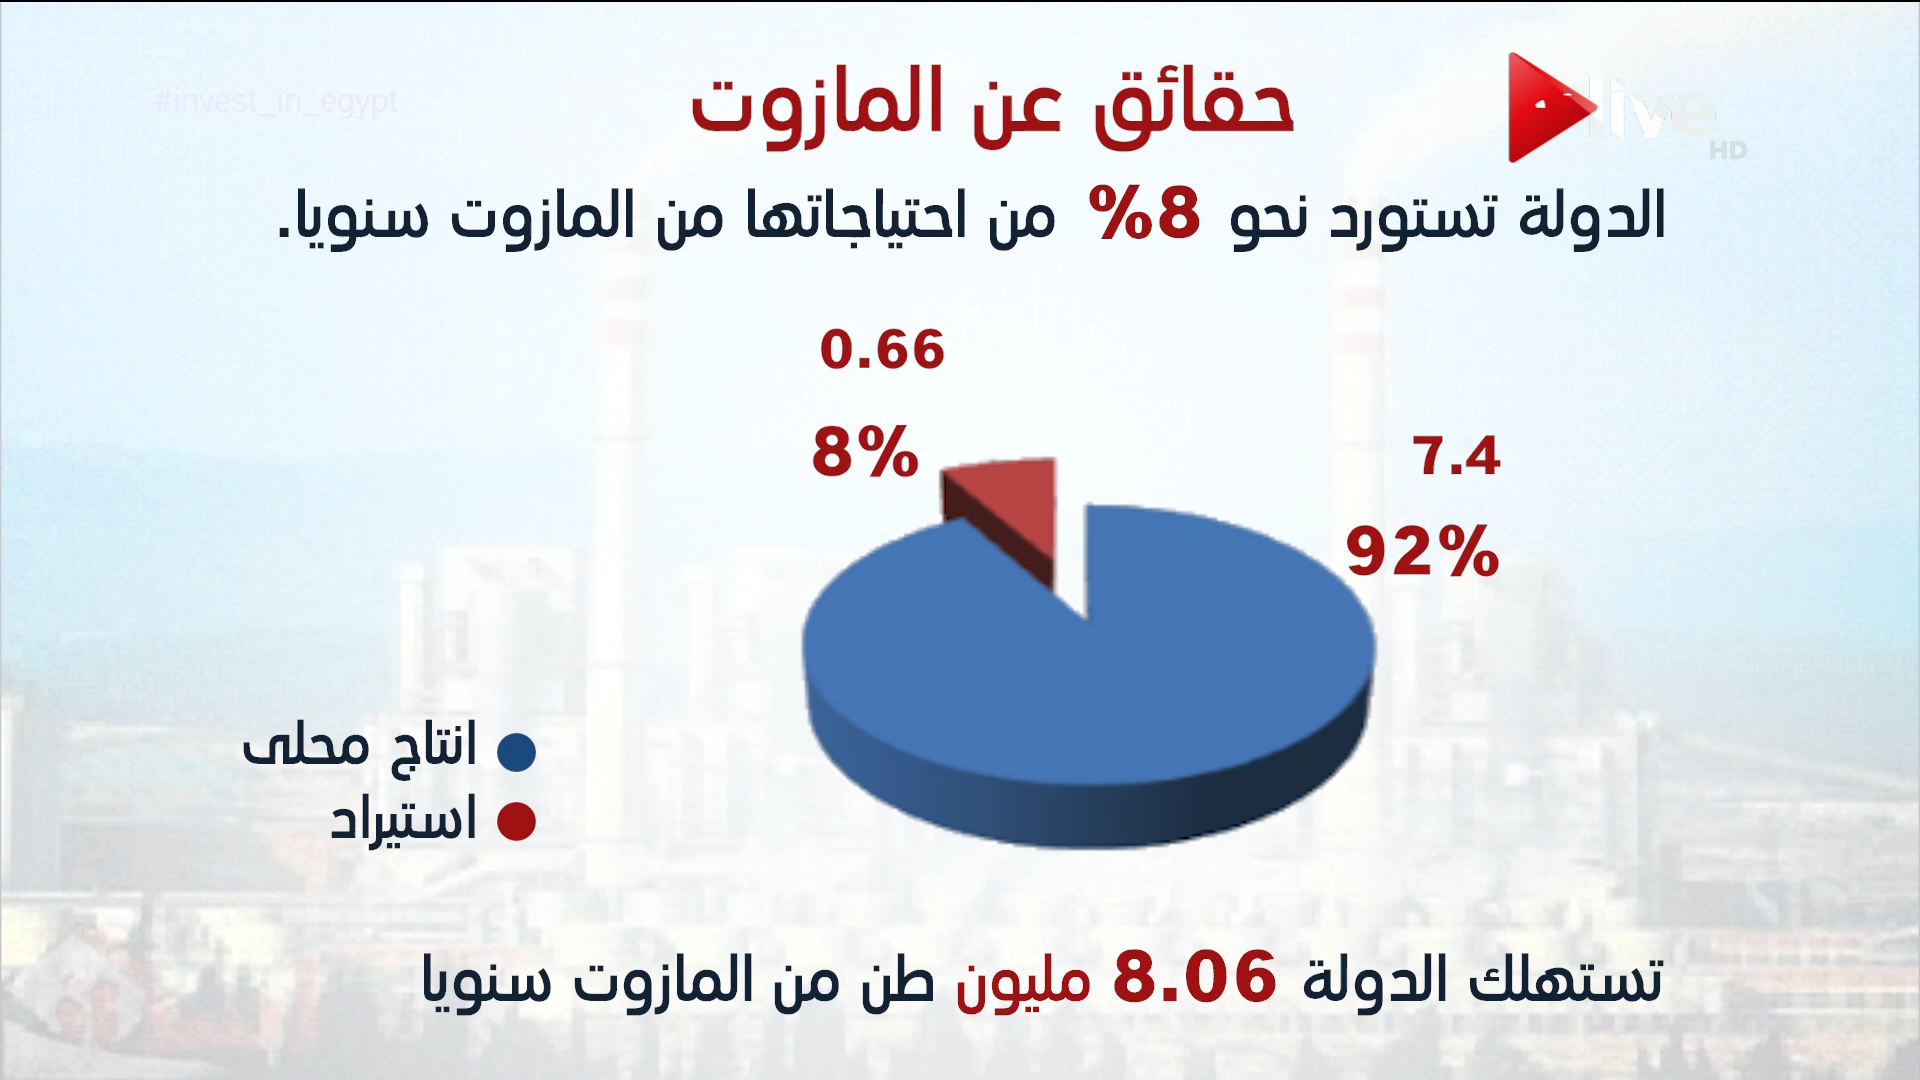 #invest_in_egypt
live
HD
حقائق عن المازوت
الدولة تستورد نحو 8% من احتياجاتها من المازوت سنويا.
0.66
8%
7.4
92%
انتاج محلى
استيراد
تستهلك الدولة 8.06 مليون طن من المازوت سنويا